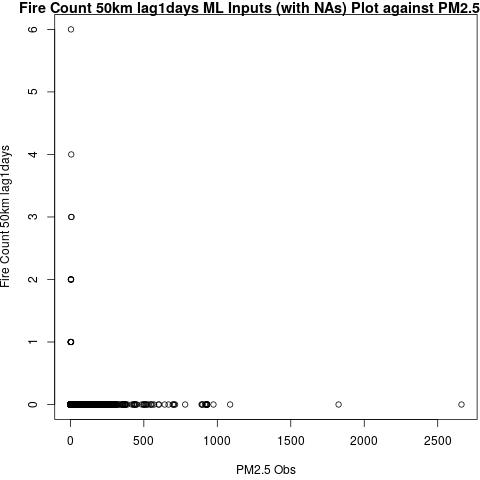 Fire Count 50km lag1days ML Inputs (with NAs) Plot against PM2.5
6
5
4
3
2
1
0
Fire Count 50km lag1days
0 500 1000 1500 2000 2500
PM2.5 Obs